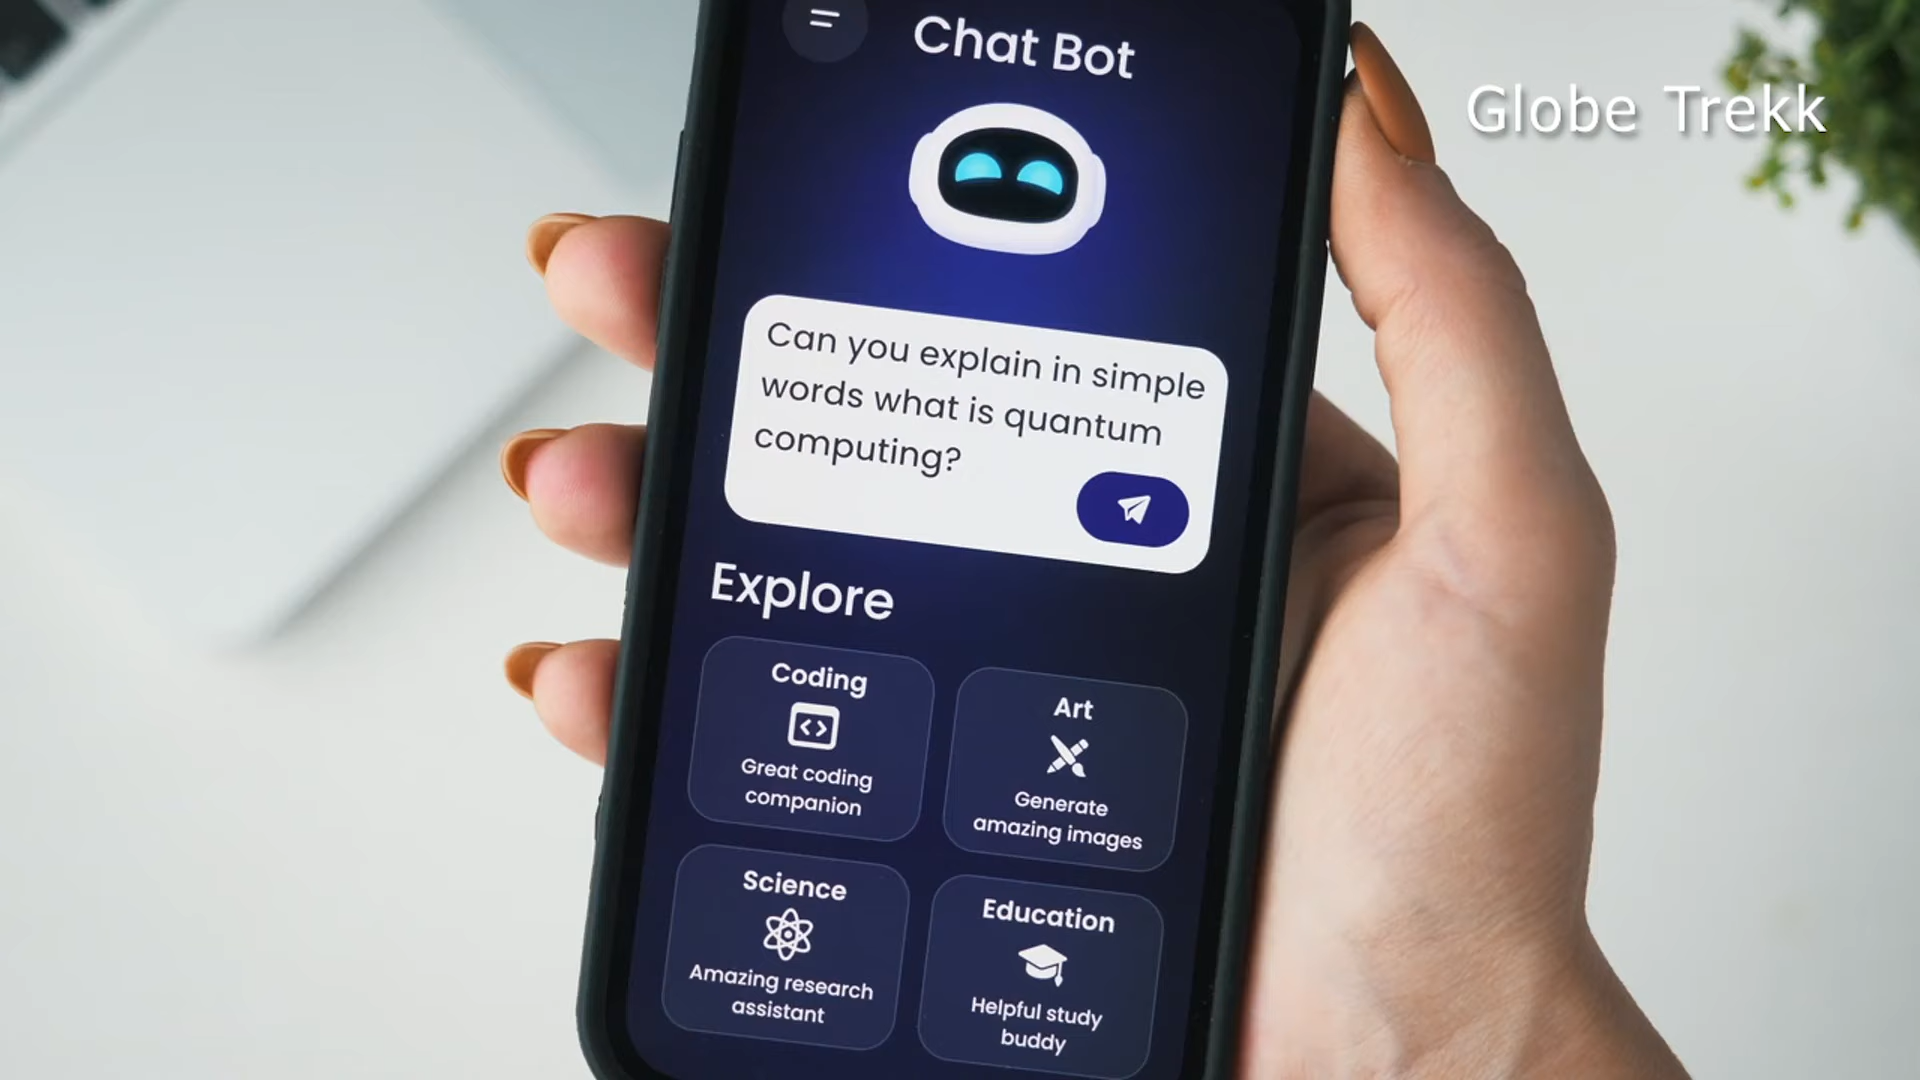 Chat Bot
Globe Trekk
Can you explain in simple
words what is quantum
computing?
Explore
Coding
Great coding
companion
Art
Generate
amazing images
Science
Amazing research
assistant
Education
Helpful study
buddy